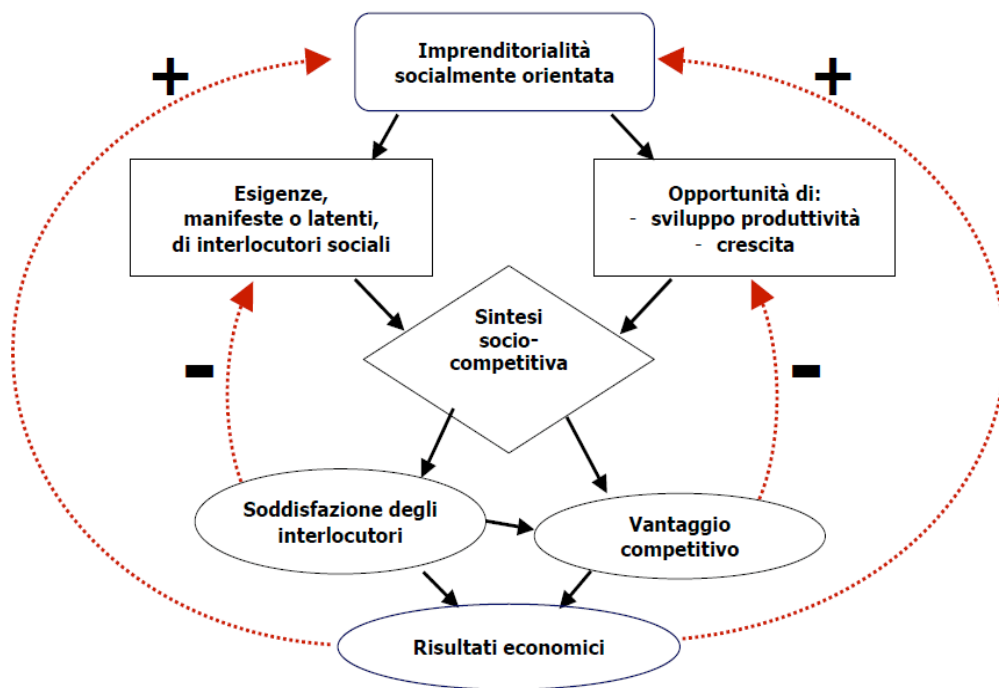 +
+
Imprenditorialità
socialmente orientata
Esigenze,
manifeste o latenti,
di interlocutori sociali
Opportunità di:
- sviluppo produttività
- crescita
Sintesi
socio-
competitiva
-
-
Soddisfazione degli
interlocutori
Vantaggio
competitivo
Risultati economici